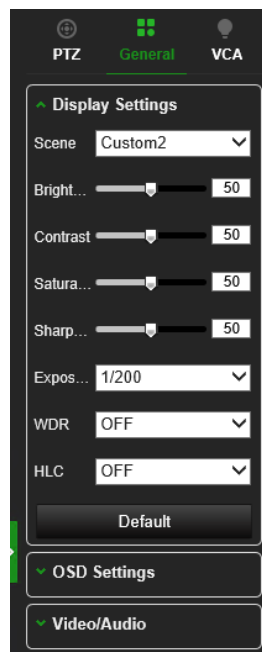 PTZ General VCA
Display Settings
Scene Custom2
Bright... 50
Contrast 50
Satura... 50
Sharp... 50
Expos... 1/200
WDR OFF
HLC OFF
Default
OSD Settings
Video/Audio